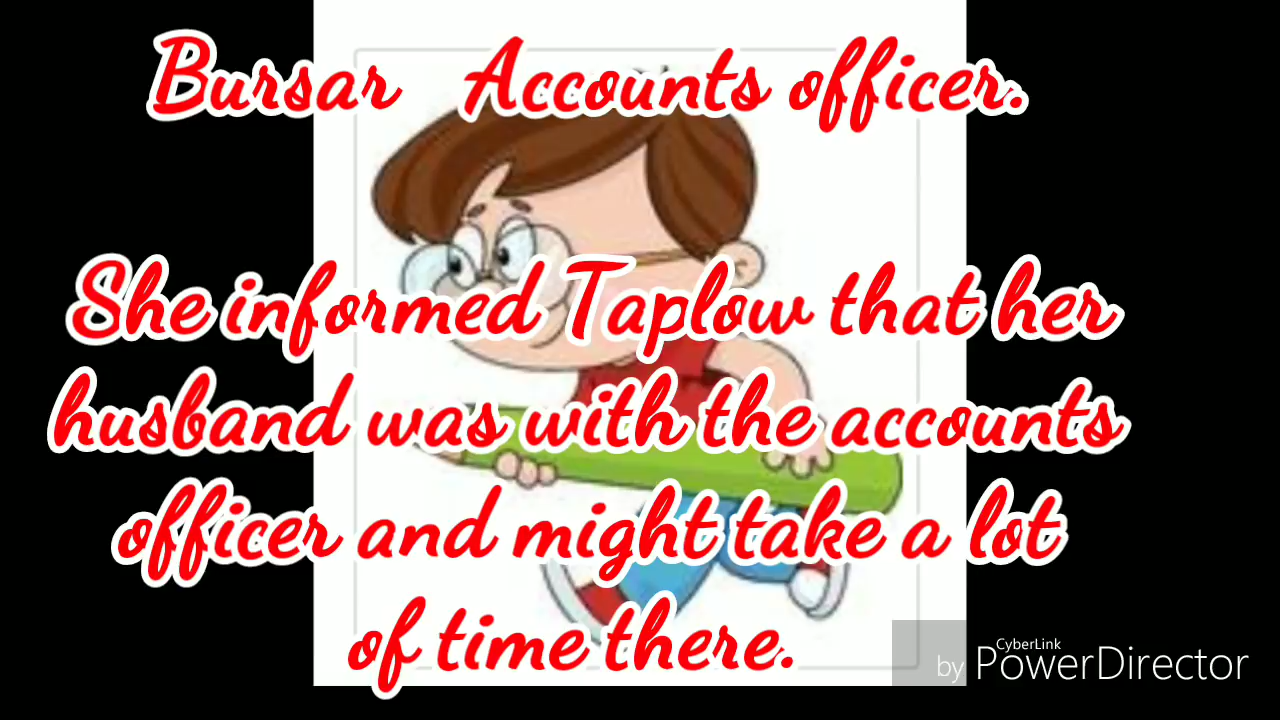 Bursar Accounts officer.
She informed Taplow that her
husband was with the accounts
officer and might take a lot
of time there.
CyberLink
by PowerDirector